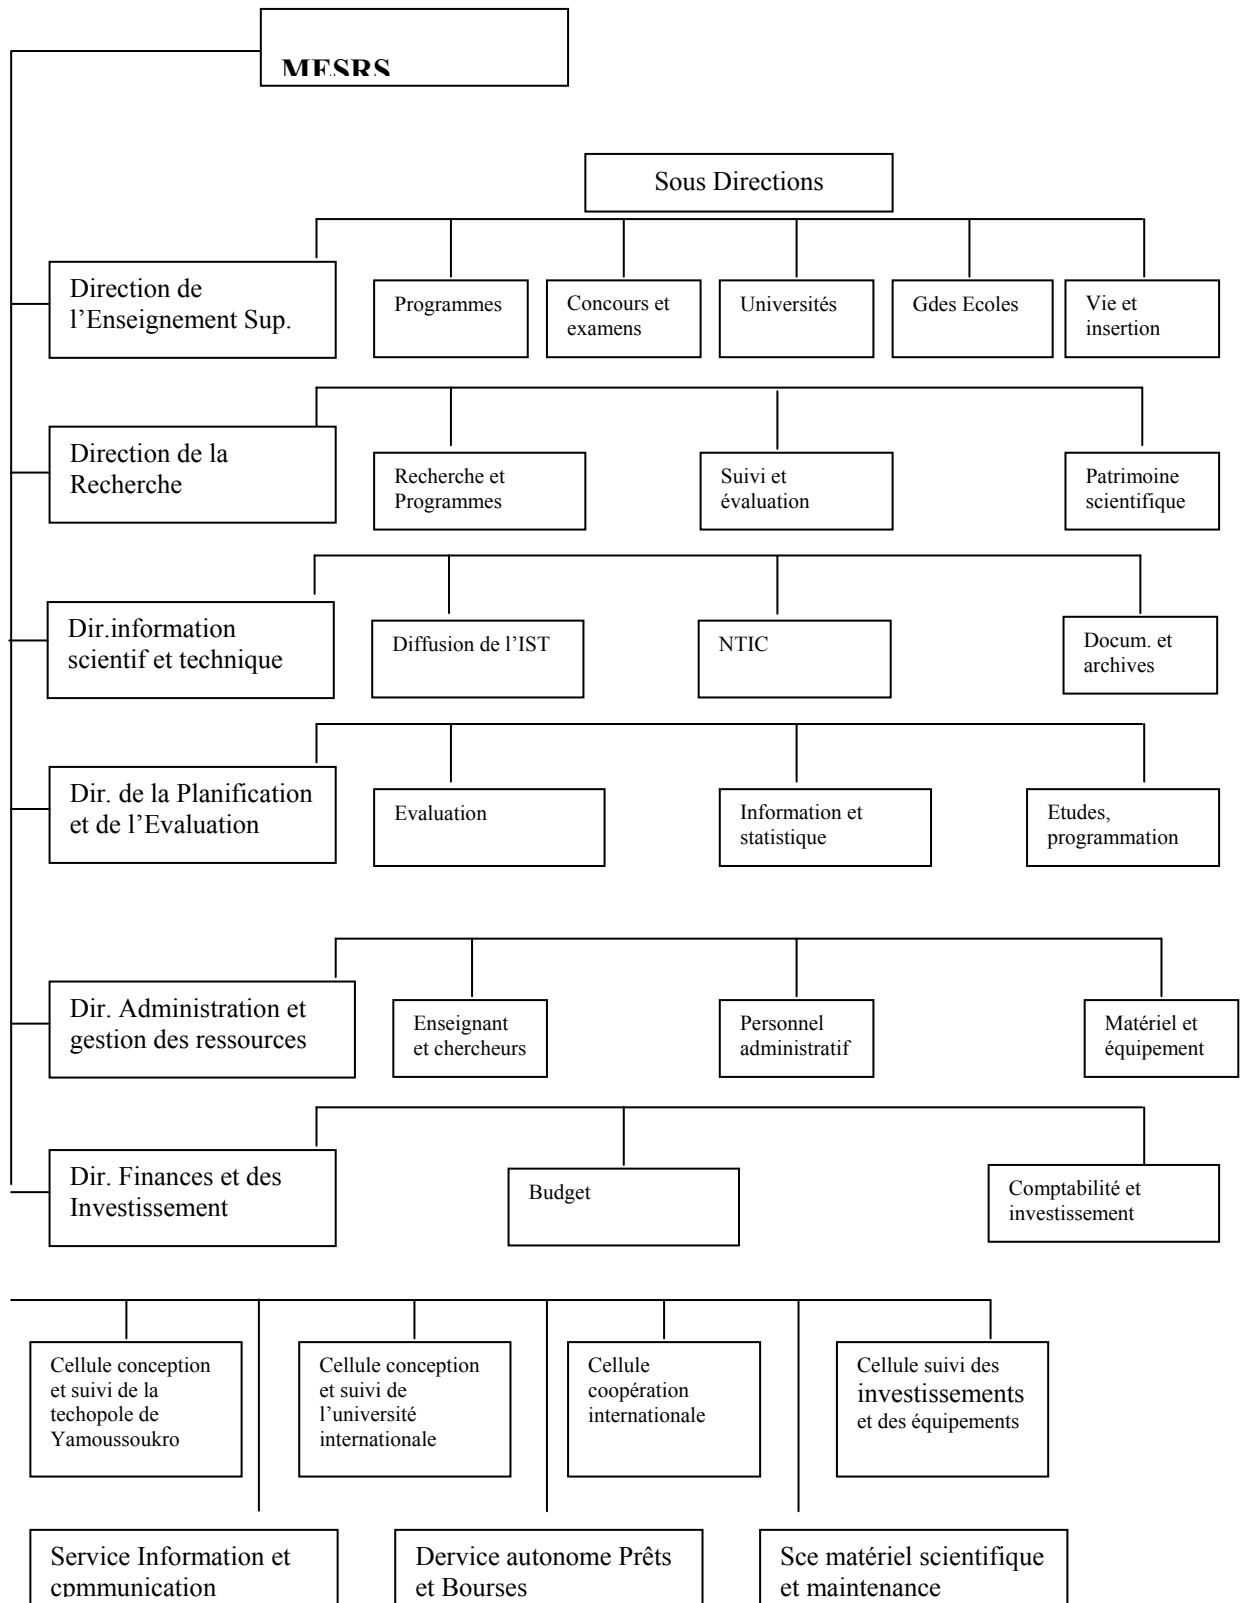 MESRS
Sous Directions
Direction de
l'Enseignement Sup.
Programmes
Concours et
examens
Universités
Gdes Ecoles
Vie et
insertion
Direction de la
Recherche
Recherche et
Programmes
Suivi et
évaluation
Patrimoine
scientifique
Dir.information
scientif et technique
Diffusion de l'IST
NTIC
Docum. et
archives
Dir. de la Planification
et de l'Evaluation
Evaluation
Information et
statistique
Etudes,
programmation
Dir. Administration et
gestion des ressources
Enseignant
et chercheurs
Personnel
administratif
Matériel et
équipement
Dir. Finances et des
Investissement
Budget
Comptabilité et
investissement
Cellule conception
et suivi de la
techopole de
Yamoussoukro
Cellule conception
et suivi de
l'université
internationale
Cellule
coopération
internationale
Cellule suivi des
investissements
et des équipements
Service Information et
cpmmunication
Dervice autonome Prêts
et Bourses
Sce matériel scientifique
et maintenance